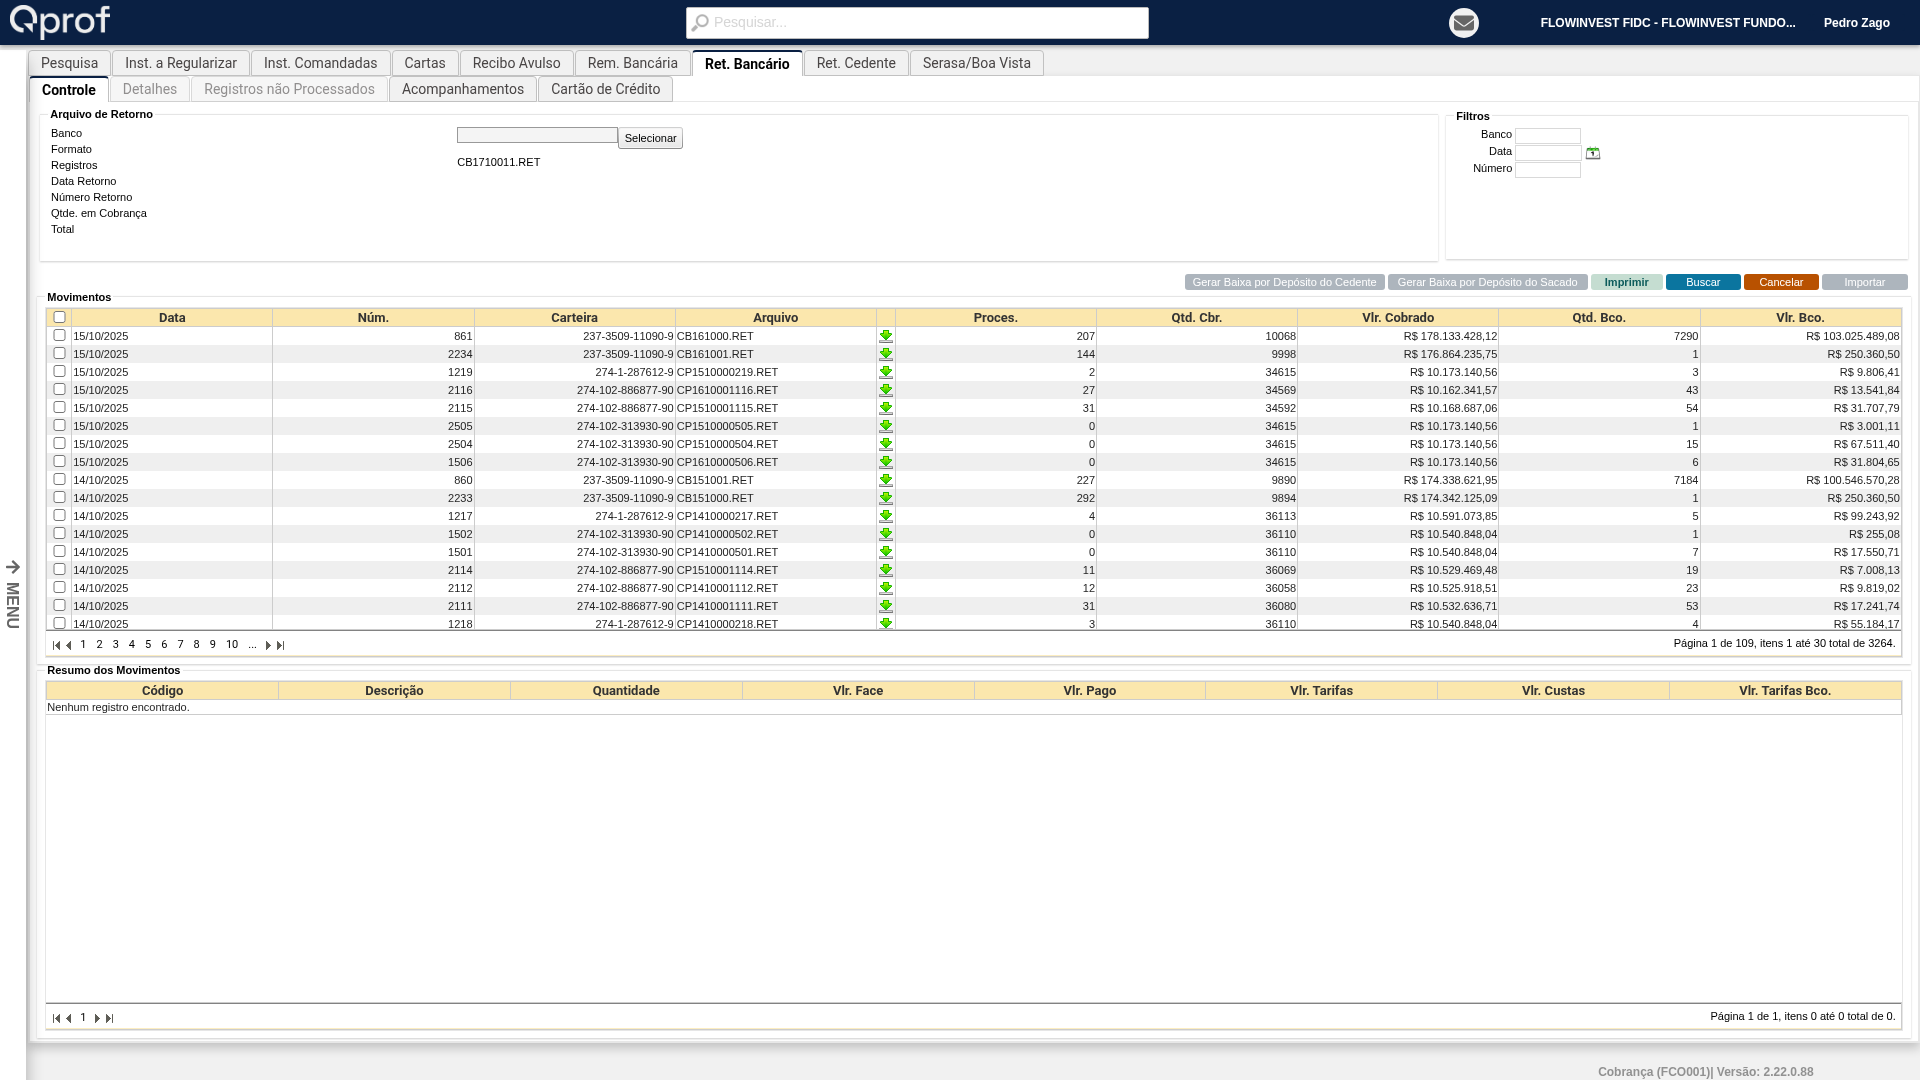 Qprof
Pesquisar...
FLOWINVEST FIDC - FLOWINVEST FUNDO...
Pedro Zago
Pesquisa
Inst. a Regularizar
Inst. Comandadas
Cartas
Recibo Avulso
Rem. Bancária
Ret. Bancário
Ret. Cedente
Serasa/Boa Vista
Controle
Detalhes
Registros não Processados
Acompanhamentos
Cartão de Crédito
Arquivo de Retorno
Banco
Selecionar
Formato
Registros
CB1710011.RET
Data Retorno
Número Retorno
Qtde. em Cobrança
Total
Filtros
Banco
Data
Número
Gerar Baixa por Depósito do Cedente
Gerar Baixa por Depósito do Sacado
Imprimir
Buscar
Cancelar
Importar
MENU
Movimentos
Data Núm. Carteira Arquivo Proces. Qtd. Cbr. Vlr. Cobrado Qtd. Bco. Vlr. Bco.
15/10/2025 861 237-3509-11090-9 CB161000.RET 207 10068 R$ 178.133.428,12 7290 R$ 103.025.489,08
15/10/2025 2234 237-3509-11090-9 CB161001.RET 144 9998 R$ 176.864.235,75 1 R$ 250.360,50
15/10/2025 1219 274-1-287612-9 CP1510000219.RET 2 34615 R$ 10.173.140,56 3 R$ 9.806,41
15/10/2025 2116 274-102-886877-90 CP1610001116.RET 27 34569 R$ 10.162.341,57 43 R$ 13.541,84
15/10/2025 2115 274-102-886877-90 CP1510001115.RET 31 34592 R$ 10.168.687,06 54 R$ 31.707,79
15/10/2025 2505 274-102-313930-90 CP1510000505.RET 0 34615 R$ 10.173.140,56 1 R$ 3.001,11
15/10/2025 2504 274-102-313930-90 CP1510000504.RET 0 34615 R$ 10.173.140,56 15 R$ 67.511,40
15/10/2025 1506 274-102-313930-90 CP1610000506.RET 0 34615 R$ 10.173.140,56 6 R$ 31.804,65
14/10/2025 860 237-3509-11090-9 CB151001.RET 227 9890 R$ 174.338.621,95 7184 R$ 100.546.570,28
14/10/2025 2233 237-3509-11090-9 CB151000.RET 292 9894 R$ 174.342.125,09 1 R$ 250.360,50
14/10/2025 1217 274-1-287612-9 CP1410000217.RET 4 36113 R$ 10.591.073,85 5 R$ 99.243,92
14/10/2025 1502 274-102-313930-90 CP1410000502.RET 0 36110 R$ 10.540.848,04 1 R$ 255,08
14/10/2025 1501 274-102-313930-90 CP1410000501.RET 0 36110 R$ 10.540.848,04 7 R$ 17.550,71
14/10/2025 2114 274-102-886877-90 CP1510001114.RET 11 36069 R$ 10.529.469,48 19 R$ 7.008,13
14/10/2025 2112 274-102-886877-90 CP1410001112.RET 12 36058 R$ 10.525.918,51 23 R$ 9.819,02
14/10/2025 2111 274-102-886877-90 CP1410001111.RET 31 36080 R$ 10.532.636,71 53 R$ 17.241,74
14/10/2025 1218 274-1-287612-9 CP1410000218.RET 3 36110 R$ 10.540.848,04 4 R$ 55.184,17
1 2 3 4 5 6 7 8 9 10 ...
Página 1 de 109, itens 1 até 30 total de 3264.
Resumo dos Movimentos
Código Descrição Quantidade Vlr. Face Vlr. Pago Vlr. Tarifas Vlr. Custas Vlr. Tarifas Bco.
Nenhum registro encontrado.
1
Página 1 de 1, itens 0 até 0 total de 0.
Cobrança (FCO001)| Versão: 2.22.0.88